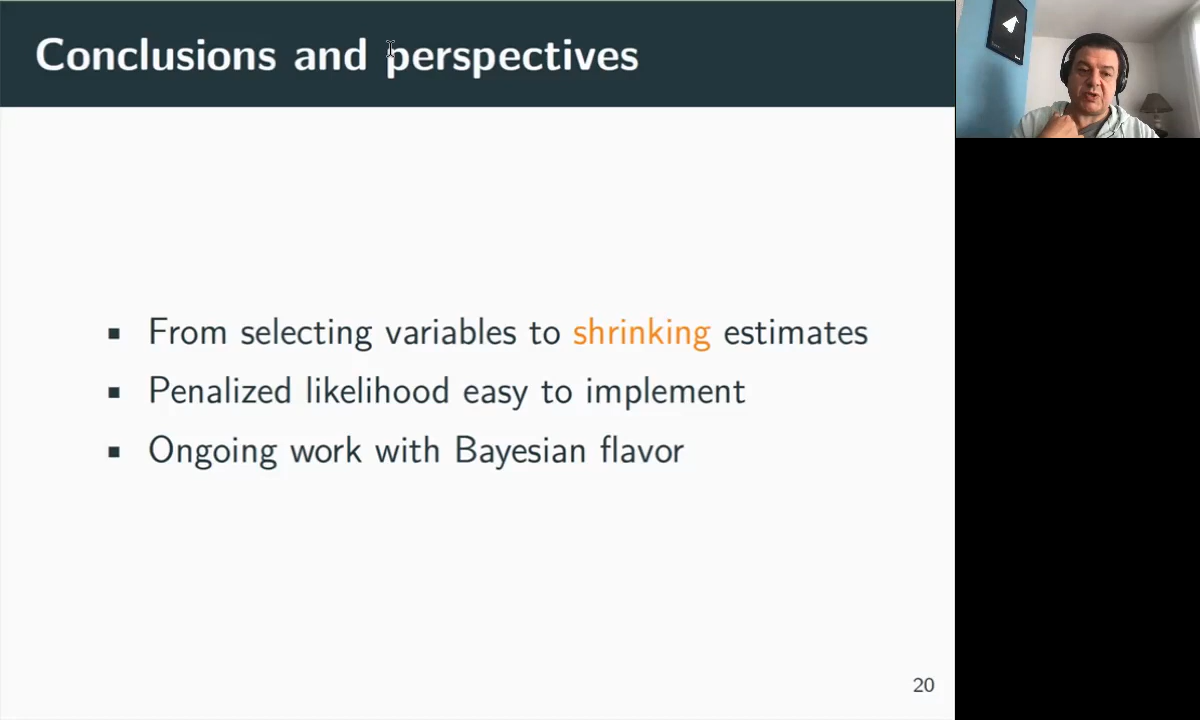 Conclusions and perspectives
▪ From selecting variables to shrinking estimates
▪ Penalized likelihood easy to implement
▪ Ongoing work with Bayesian flavor
20